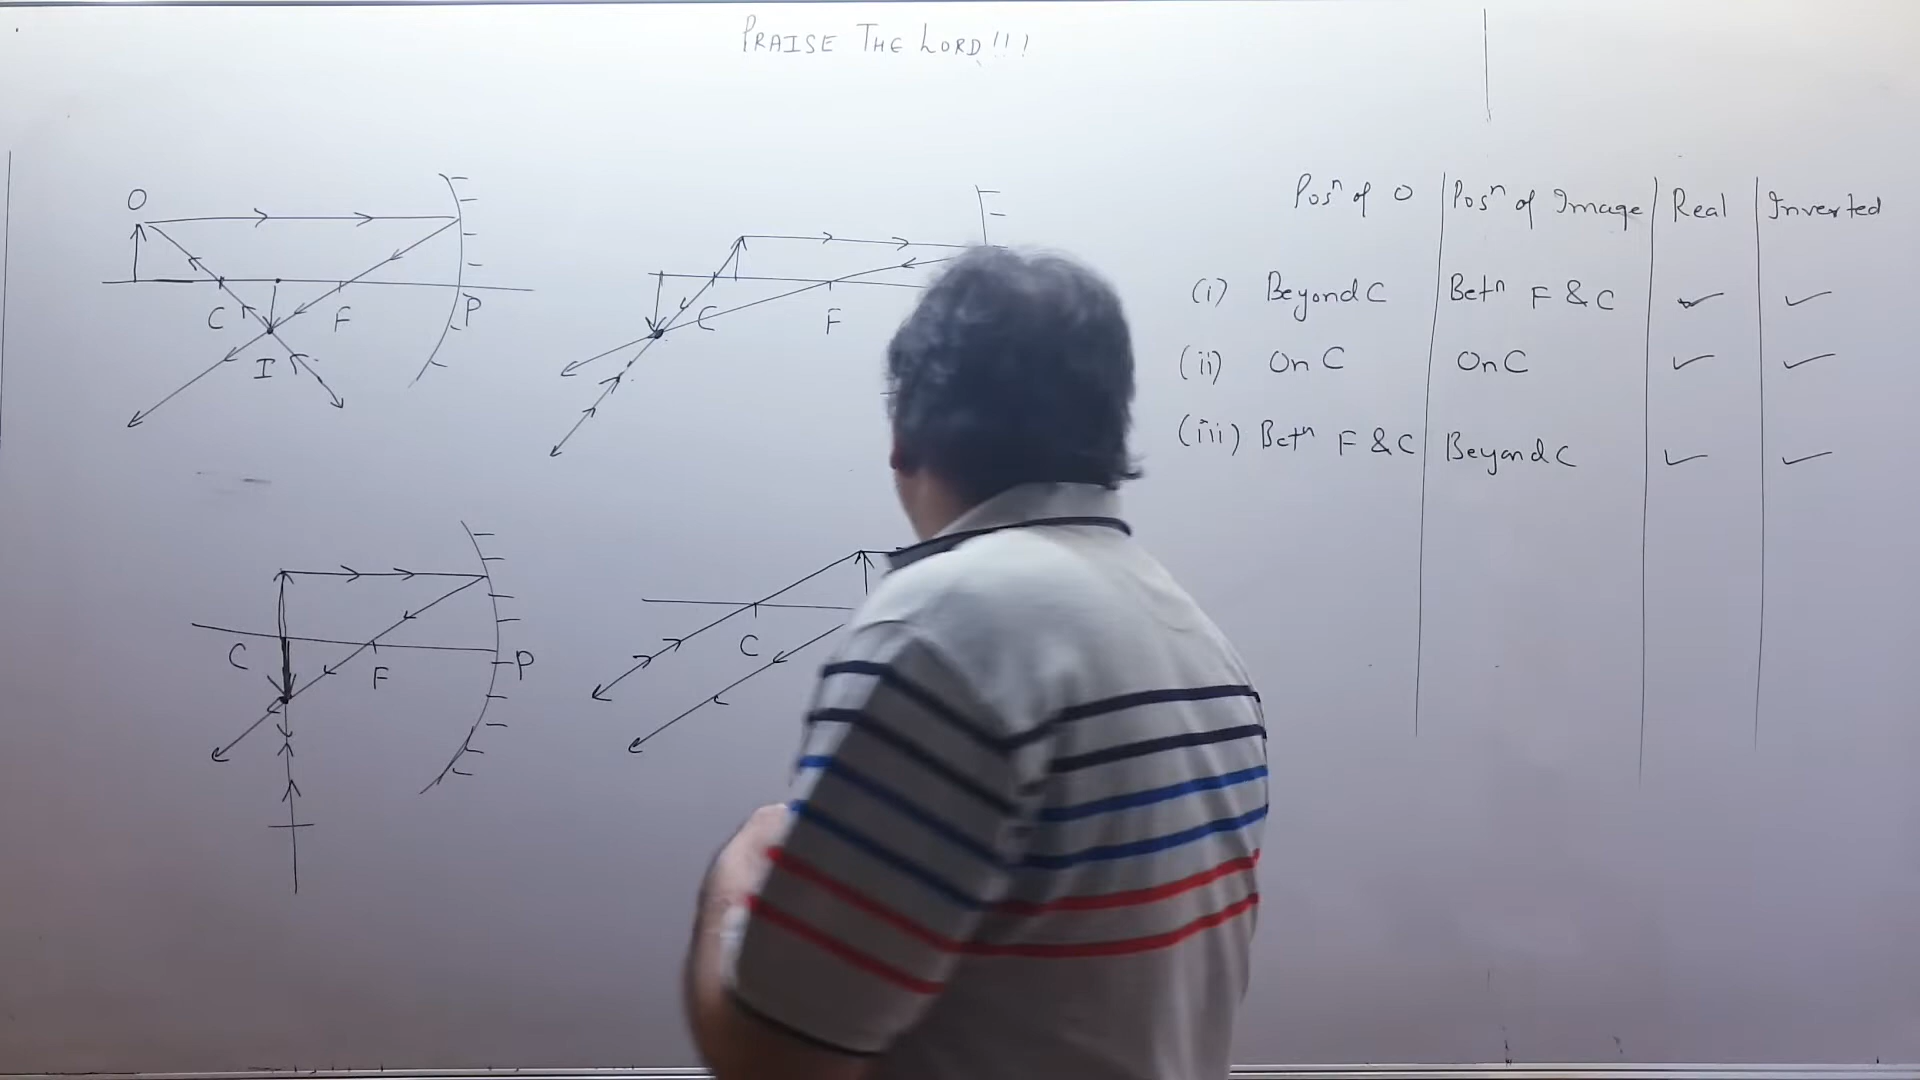 PRAISE THE LORD!!!
O
C
F
P
I
C
F
Posⁿ of O Posⁿ of Image Real Inverted
(i) Beyond C Betⁿ F & C ✓ ✓
(ii) On C On C ✓ ✓
(iii) Betⁿ F & C Beyond C ✓ ✓
C
F
P
C